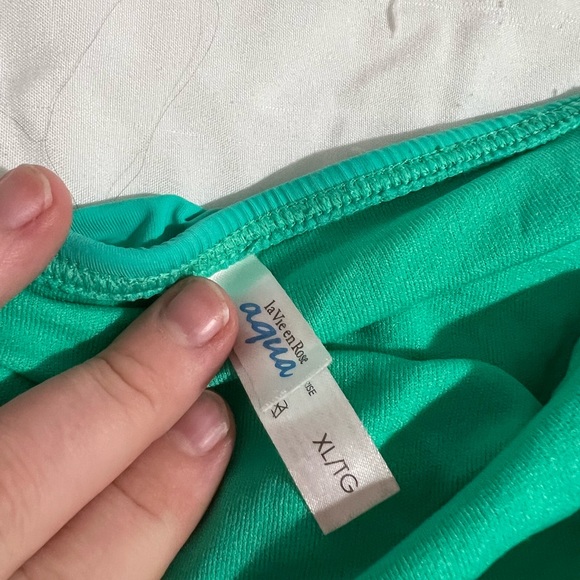 la Vie en Rose
aqua
XL/TG